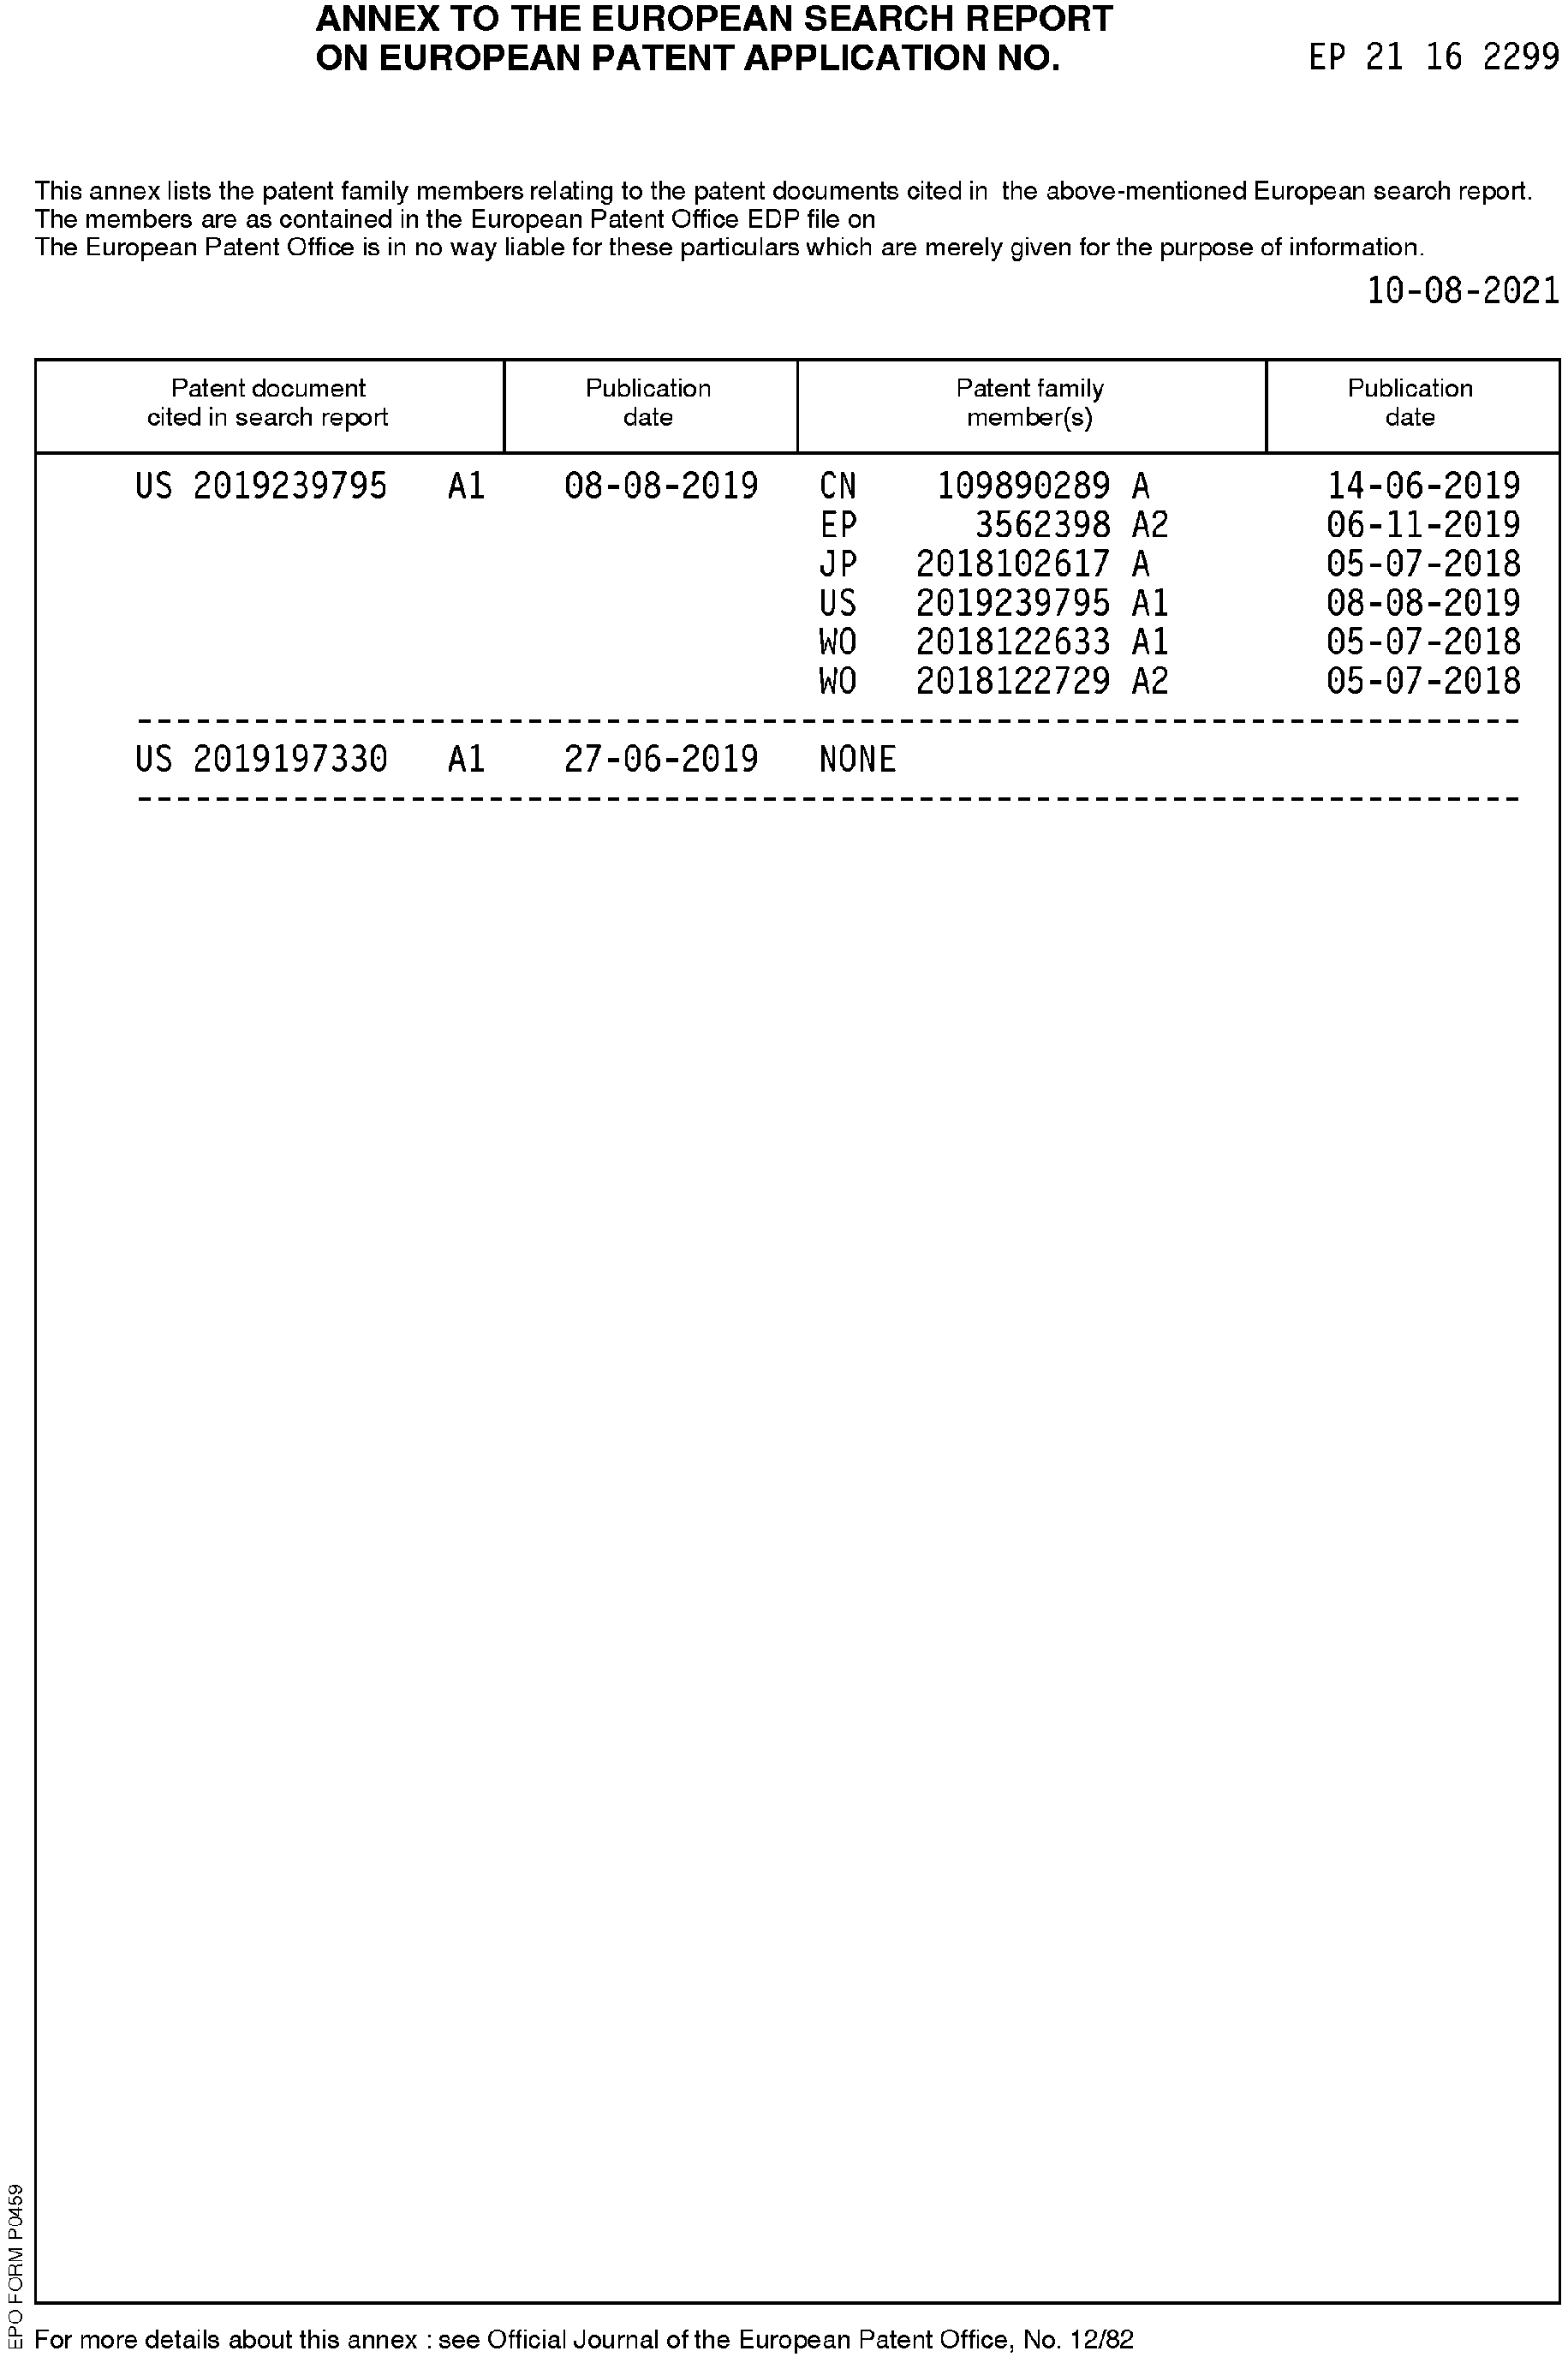 ANNEX TO THE EUROPEAN SEARCH REPORT
ON EUROPEAN PATENT APPLICATION NO. EP 21 16 2299
This annex lists the patent family members relating to the patent documents cited in the above-mentioned European search report.
The members are as contained in the European Patent Office EDP file on
The European Patent Office is in no way liable for these particulars which are merely given for the purpose of information.
10-08-2021
Patent document cited in search report Publication date Patent family member(s) Publication date
US 2019239795 A1 08-08-2019 CN 109890289 A 14-06-2019
EP 3562398 A2 06-11-2019
JP 2018102617 A 05-07-2018
US 2019239795 A1 08-08-2019
WO 2018122633 A1 05-07-2018
WO 2018122729 A2 05-07-2018
US 2019197330 A1 27-06-2019 NONE
EPO FORM P0459
For more details about this annex : see Official Journal of the European Patent Office, No. 12/82